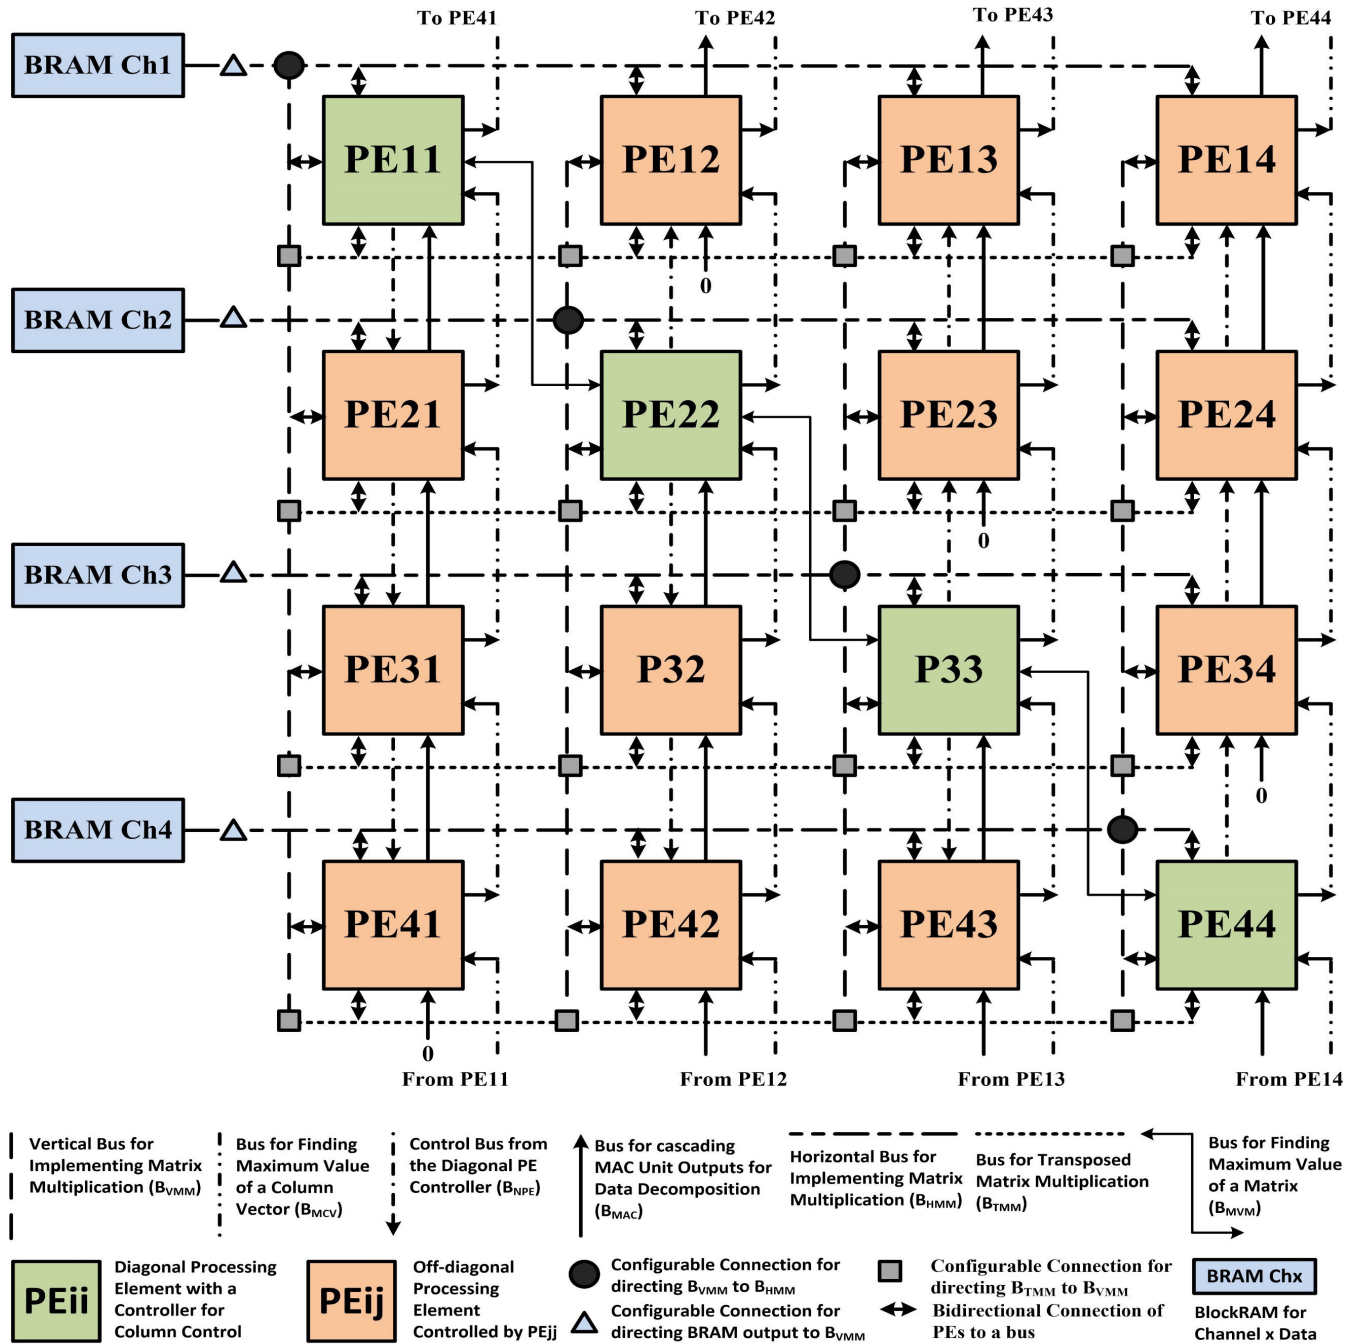 To PE41
To PE42
To PE43
To PE44
BRAM Ch1
PE11
PE12
PE13
PE14
0
BRAM Ch2
PE21
PE22
PE23
PE24
0
BRAM Ch3
PE31
P32
P33
PE34
0
BRAM Ch4
PE41
PE42
PE43
PE44
0
From PE11
From PE12
From PE13
From PE14
Vertical Bus for
Implementing Matrix
Multiplication (BVMM)
Bus for Finding
Maximum Value
of a Column
Vector (BMCV)
Control Bus from
the Diagonal PE
Controller (BNPE)
Bus for cascading
MAC Unit Outputs for
Data Decomposition
(BMAC)
Horizontal Bus for
Implementing Matrix
Multiplication (BHMM)
Bus for Transposed
Matrix Multiplication
(BTMM)
Bus for Finding
Maximum Value
of a Matrix
(BMVM)
PEii
Diagonal Processing
Element with a
Controller for
Column Control
PEij
Off-diagonal
Processing
Element
Controlled by PEjj
Configurable Connection for
directing BVMM to BHMM
Configurable Connection for
directing BRAM output to BVMM
Configurable Connection for
directing BTMM to BVMM
Bidirectional Connection of
PEs to a bus
BRAM Chx
BlockRAM for
Channel x Data